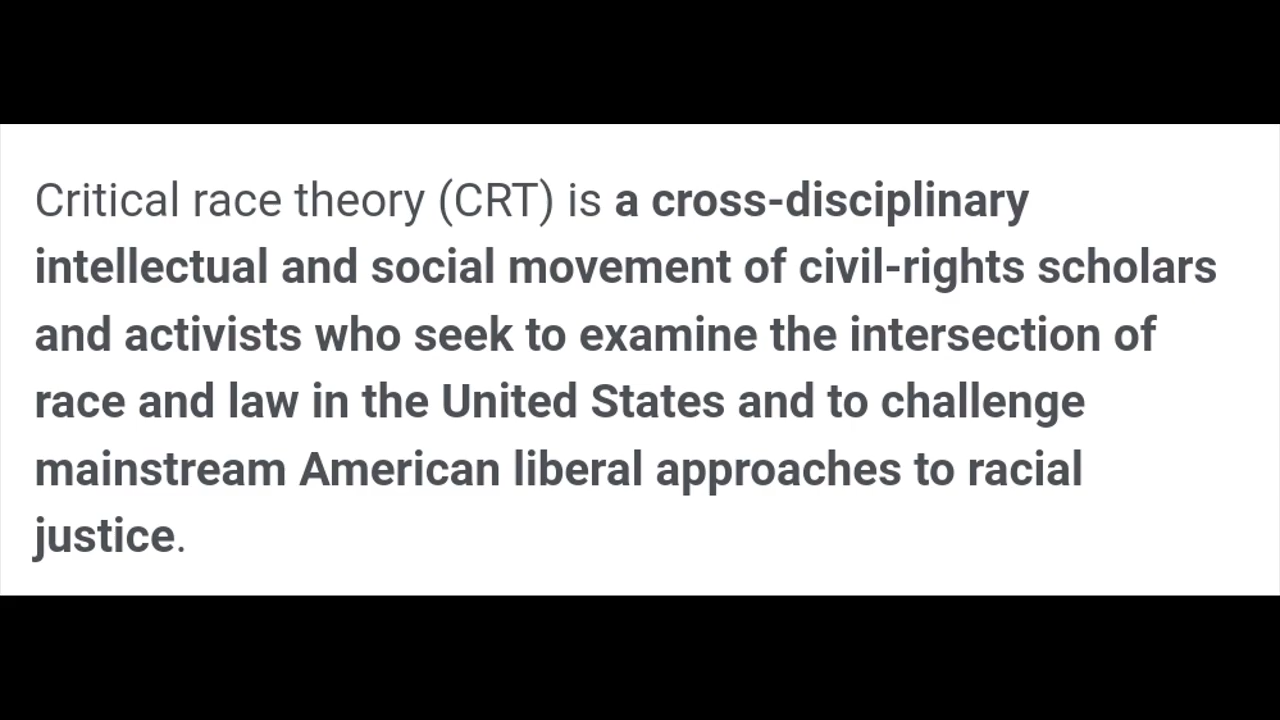 Critical race theory (CRT) is a cross-disciplinary
intellectual and social movement of civil-rights scholars
and activists who seek to examine the intersection of
race and law in the United States and to challenge
mainstream American liberal approaches to racial
justice.